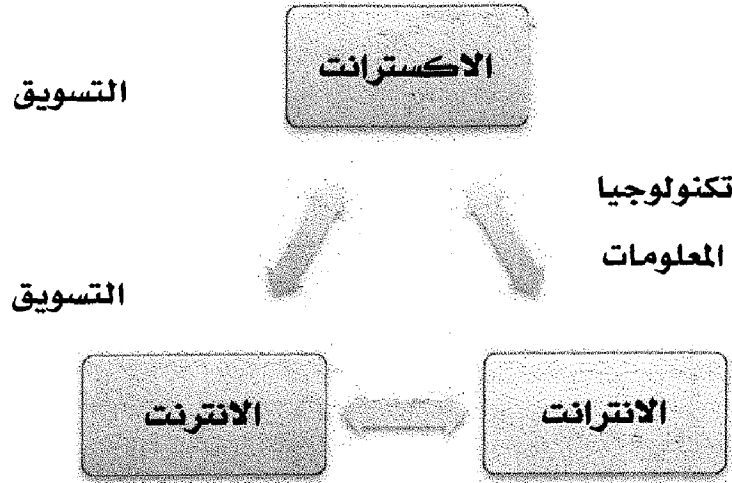 الاكسترانت
التسويق
تكنولوجيا
المعلومات
التسويق
الانترانت
الانترنت